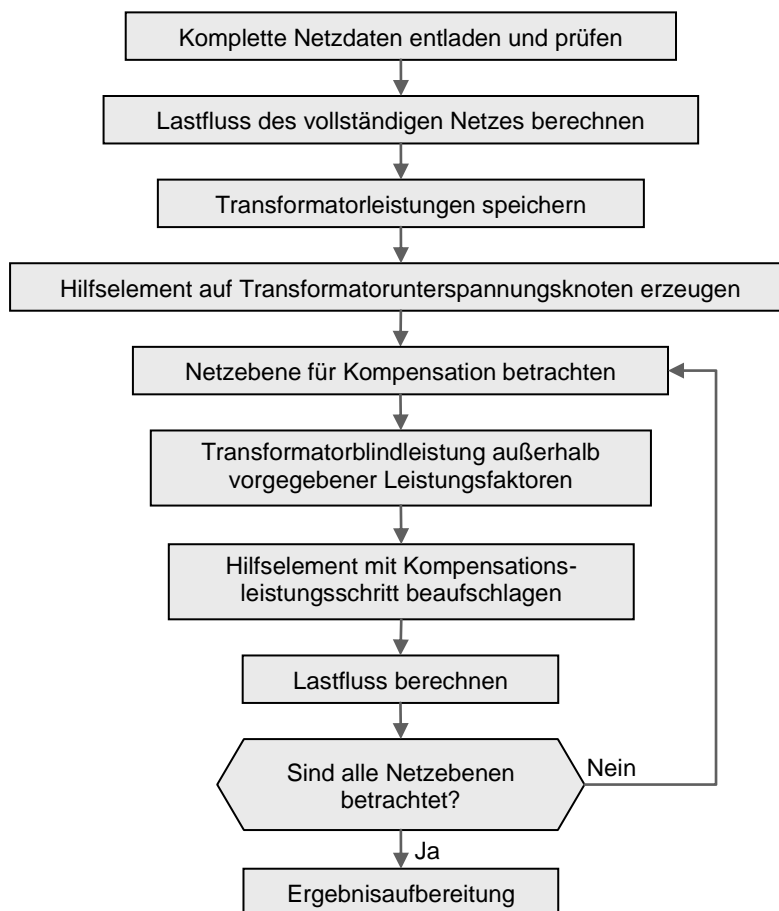 Komplette Netzdaten entladen und prüfen
Lastfluss des vollständigen Netzes berechnen
Transformatorleistungen speichern
Hilfselement auf Transformatorunterspannungsknoten erzeugen
Netzebene für Kompensation betrachten
Transformatorblindleistung außerhalb
vorgegebener Leistungsfaktoren
Hilfselement mit Kompensations-
leistungsschritt beaufschlagen
Lastfluss berechnen
Sind alle Netzebenen
betrachtet?
Nein
Ja
Ergebnisaufbereitung